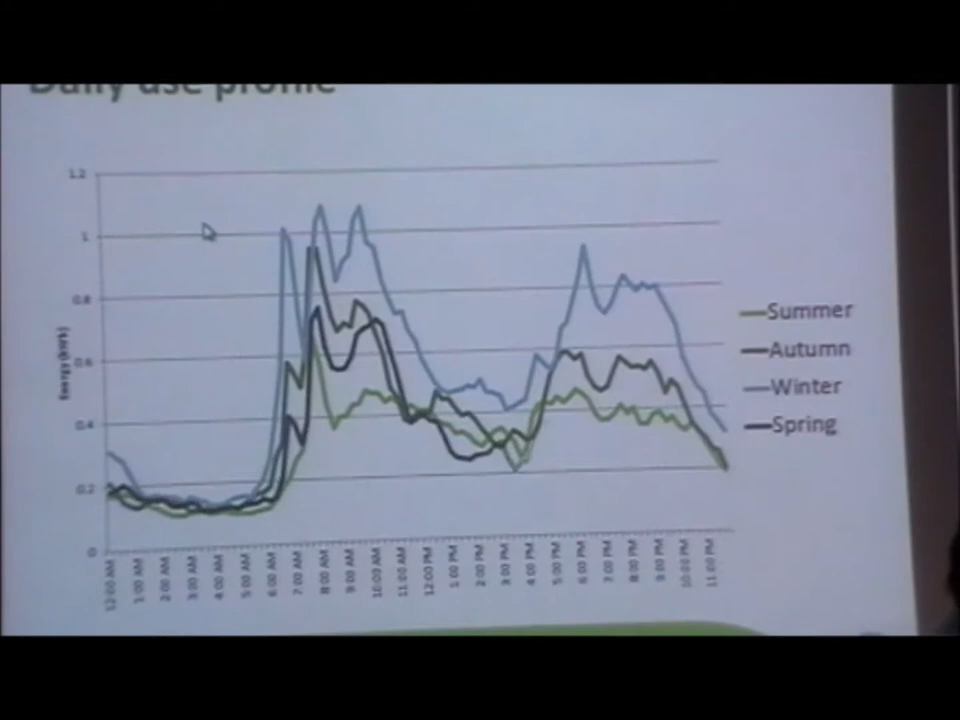 Daily use profile
1.2
1
0.8
0.6
0.4
0.2
0
Energy (kWh)
12:00 AM
1:00 AM
2:00 AM
3:00 AM
4:00 AM
5:00 AM
6:00 AM
7:00 AM
8:00 AM
9:00 AM
10:00 AM
11:00 AM
12:00 PM
1:00 PM
2:00 PM
3:00 PM
4:00 PM
5:00 PM
6:00 PM
7:00 PM
8:00 PM
9:00 PM
10:00 PM
11:00 PM
Summer
Autumn
Winter
Spring